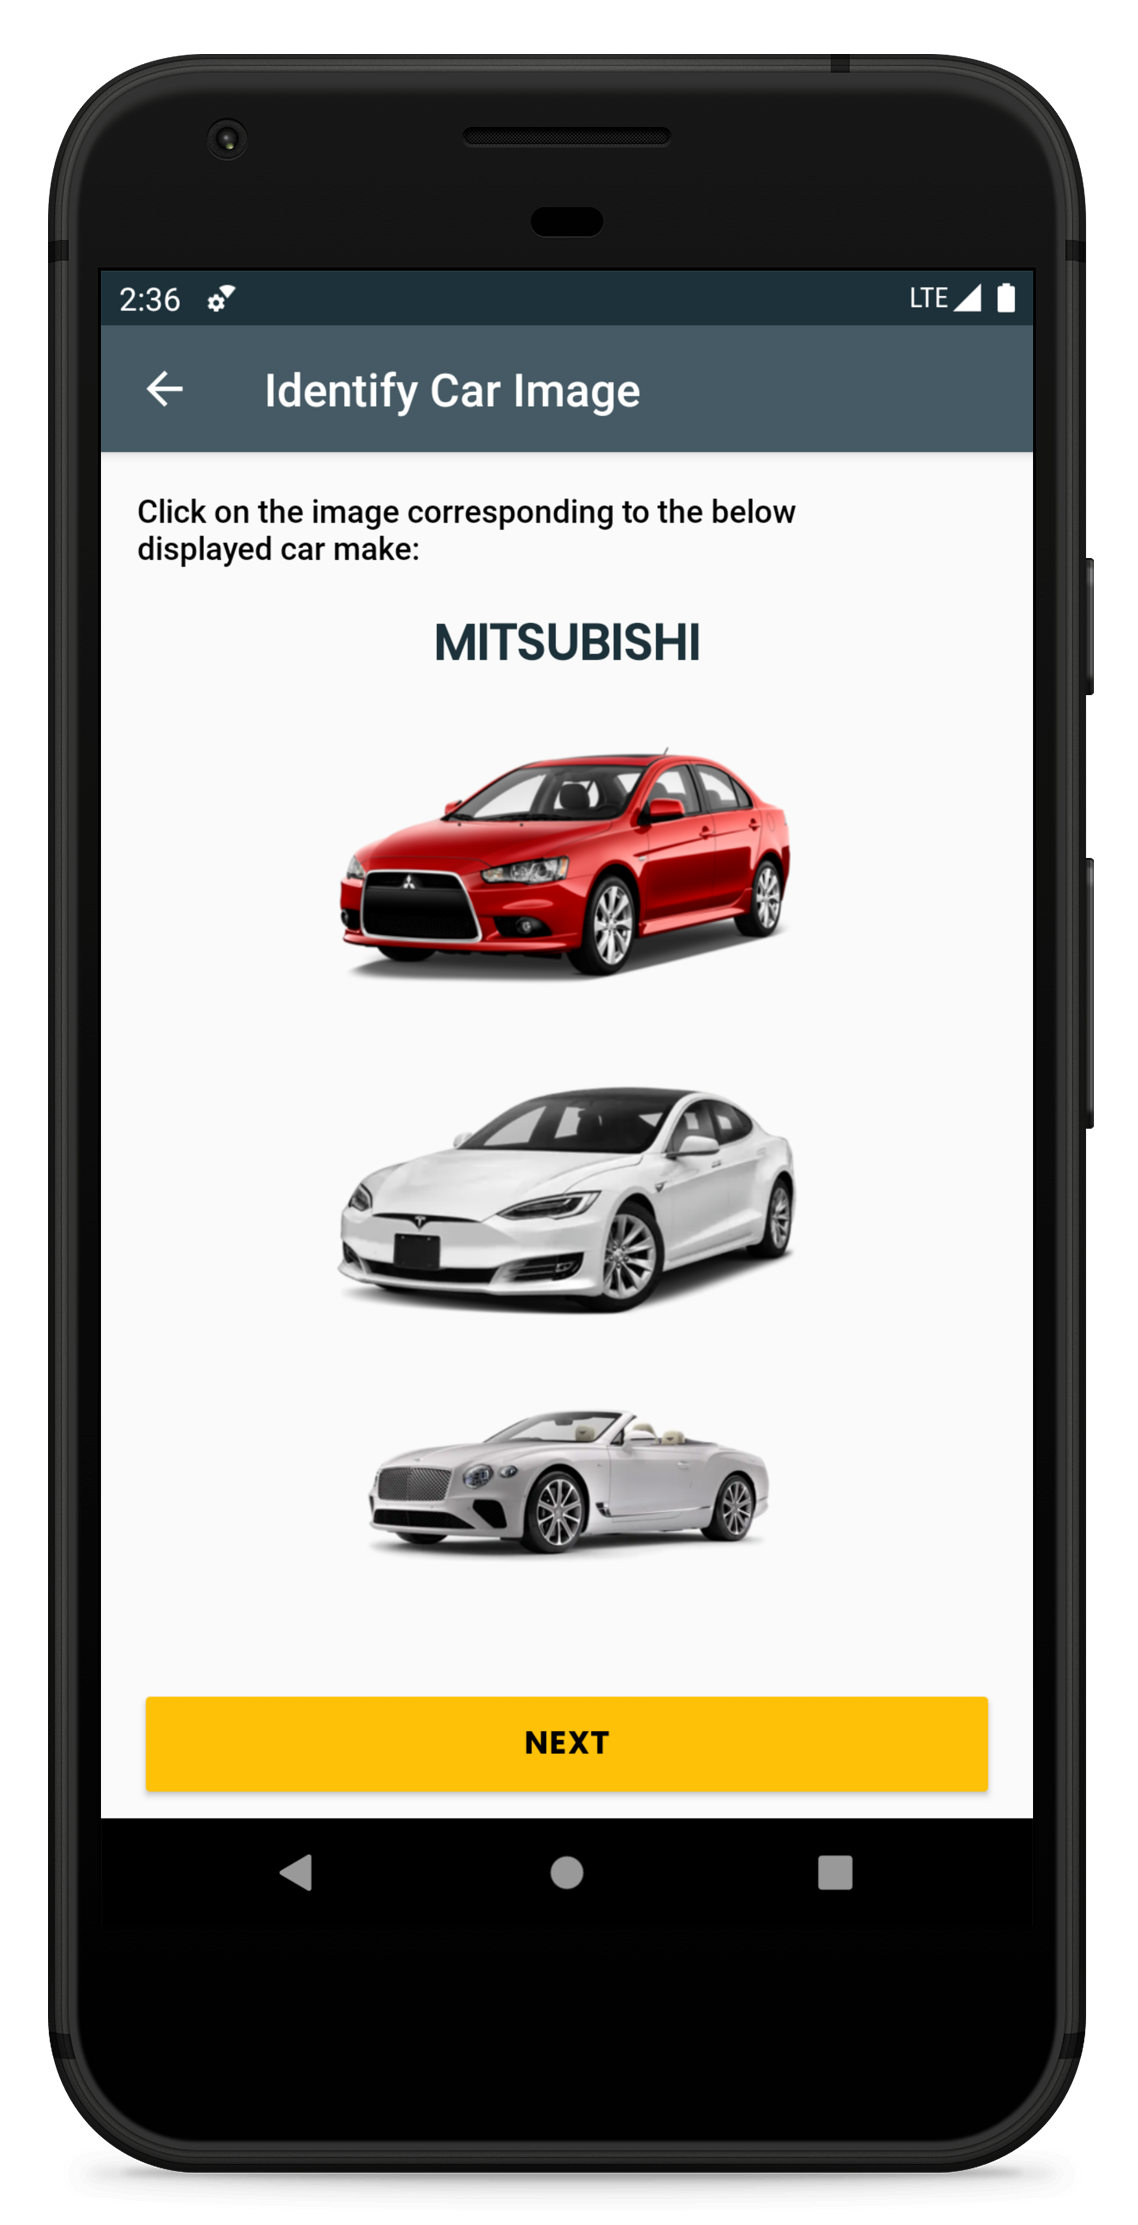 2:36 LTE
Identify Car Image
Click on the image corresponding to the below
displayed car make:
MITSUBISHI
NEXT